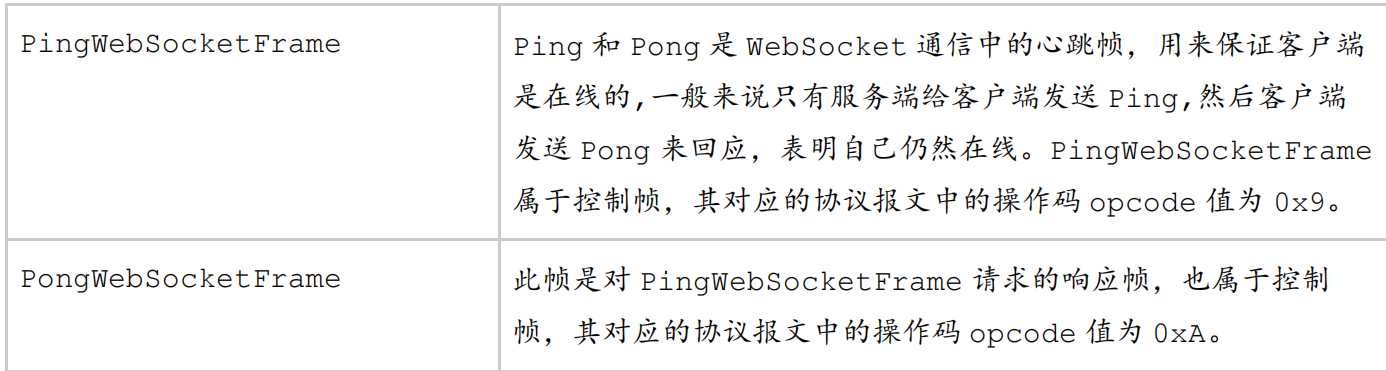 PingWebSocketFrame
Ping 和 Pong 是 WebSocket 通信中的心跳帧，用来保证客户端
是在线的,一般来说只有服务端给客户端发送 Ping,然后客户端
发送 Pong 来回应，表明自己仍然在线。PingWebSocketFrame
属于控制帧，其对应的协议报文中的操作码 opcode 值为 0x9。
PongWebSocketFrame
此帧是对 PingWebSocketFrame 请求的响应帧，也属于控制
帧，其对应的协议报文中的操作码 opcode 值为 0xA。